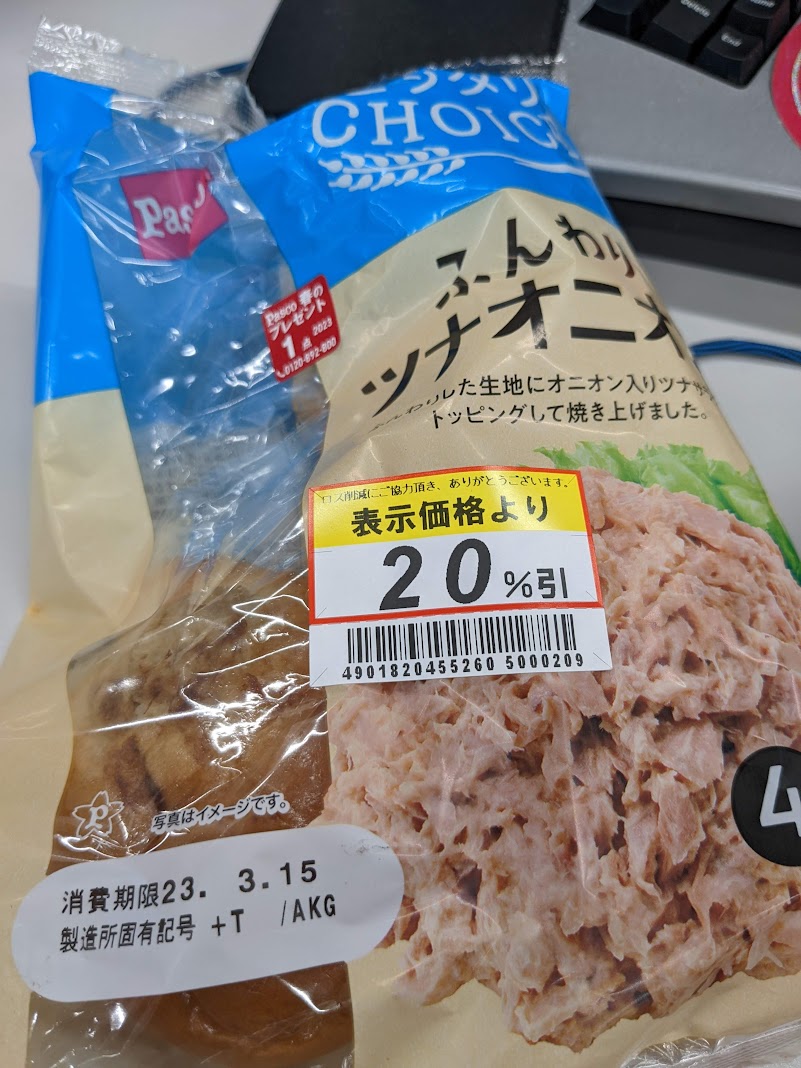 CHOIC
Pasco
ふんわり
ツナオニオ
Pasco 春の
プレゼント
1点 2023
0120-892-800
した生地にオニオン入りツナ
トッピングして焼き上げました。
ロス削減にご協力頂き、ありがとうございます。
表示価格より
20%引
4901820455260 5000209
4
写真はイメージです。
消費期限23. 3.15
製造所固有記号 +T /AKG
Delete
Home
End